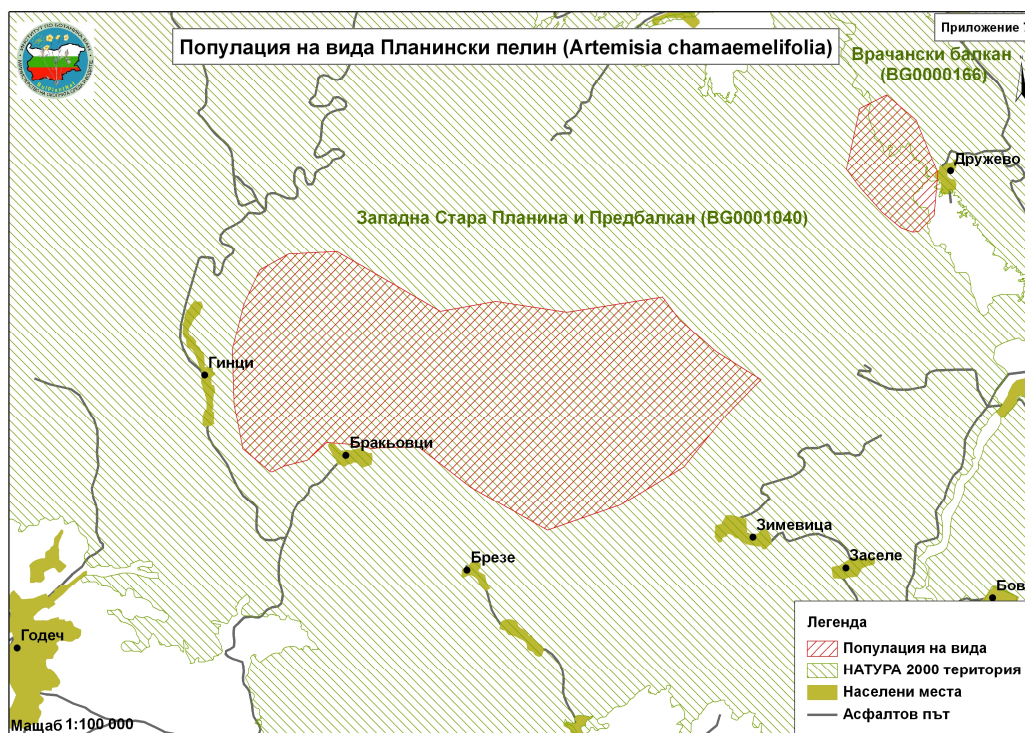 Приложение
Популация на вида Планински пелин (Artemisia chamaemelifolia)
Врачански балкан
(BG0000166)
Дружево
Западна Стара Планина и Предбалкан (BG0001040)
Гинци
Бракьовци
Зимевица
Брезе
Заселе
Бов
Годеч
Легенда
Популация на вида
НАТУРА 2000 територия
Населени места
Асфалтов път
Мащаб 1:100 000